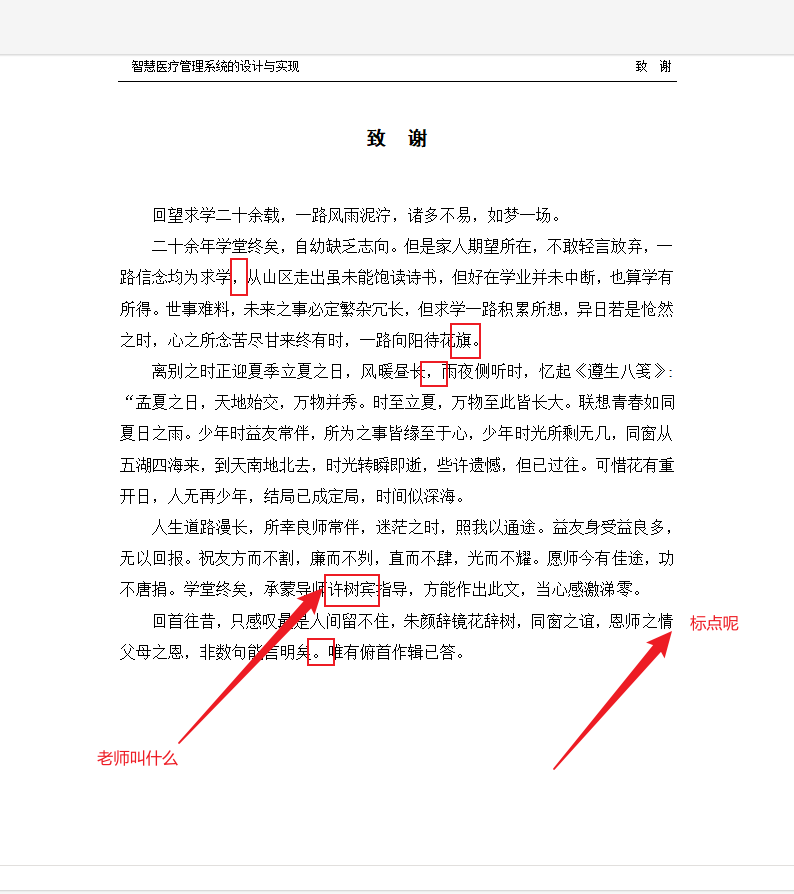 智慧医疗管理系统的设计与实现 致 谢
致 谢
回望求学二十余载，一路风雨泥泞，诸多不易，如梦一场。
二十余年学堂终矣，自幼缺乏志向。但是家人期望所在，不敢轻言放弃，一
路信念均为求学，从山区走出虽未能饱读诗书，但好在学业并未中断，也算学有
所得。世事难料，未来之事必定繁杂冗长，但求学一路积累所想，异日若是怆然
之时，心之所念苦尽甘来终有时，一路向阳待花旗。
离别之时正迎夏季立夏之日，风暖昼长，雨夜侧听时，忆起《遵生八笺》:
“孟夏之日，天地始交，万物并秀。时至立夏，万物至此皆长大。联想青春如同
夏日之雨。少年时益友常伴，所为之事皆缘至于心，少年时光所剩无几，同窗从
五湖四海来，到天南地北去，时光转瞬即逝，些许遗憾，但已过往。可惜花有重
开日，人无再少年，结局已成定局，时间似深海。
人生道路漫长，所幸良师常伴，迷茫之时，照我以通途。益友身受益良多，
无以回报。祝友方而不割，廉而不刿，直而不肆，光而不耀。愿师今有佳途，功
不唐捐。学堂终矣，承蒙导师许树宾指导，方能作出此文，当心感激涕零。
回首往昔，只感叹最是人间留不住，朱颜辞镜花辞树，同窗之谊，恩师之情
标点呢
父母之恩，非数句能言明矣。唯有俯首作辑已答。
老师叫什么